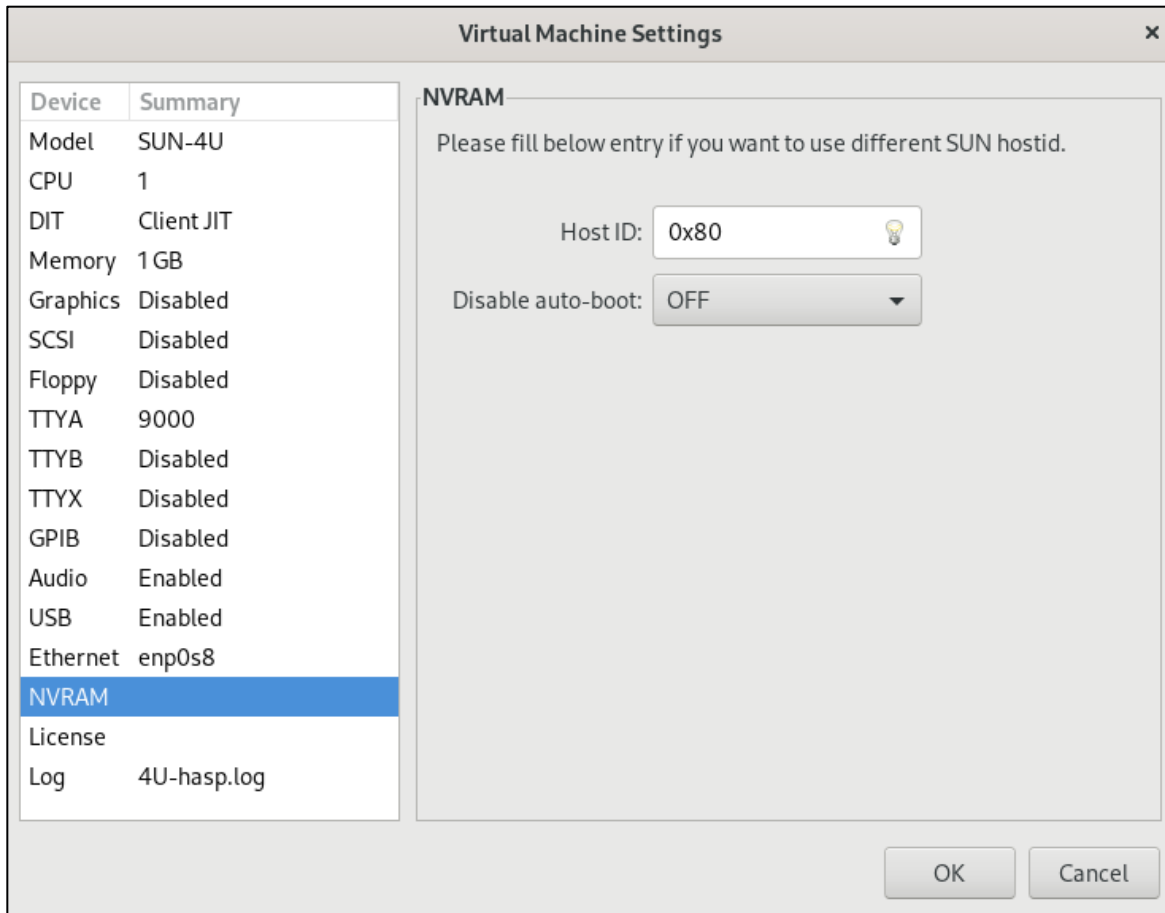 Virtual Machine Settings ×
Device Summary
Model SUN-4U
CPU 1
DIT Client JIT
Memory 1 GB
Graphics Disabled
SCSI Disabled
Floppy Disabled
TTYA 9000
TTYB Disabled
TTYX Disabled
GPIB Disabled
Audio Enabled
USB Enabled
Ethernet enp0s8
NVRAM
License
Log 4U-hasp.log
NVRAM
Please fill below entry if you want to use different SUN hostid.
Host ID: 0x80
Disable auto-boot: OFF
OK Cancel